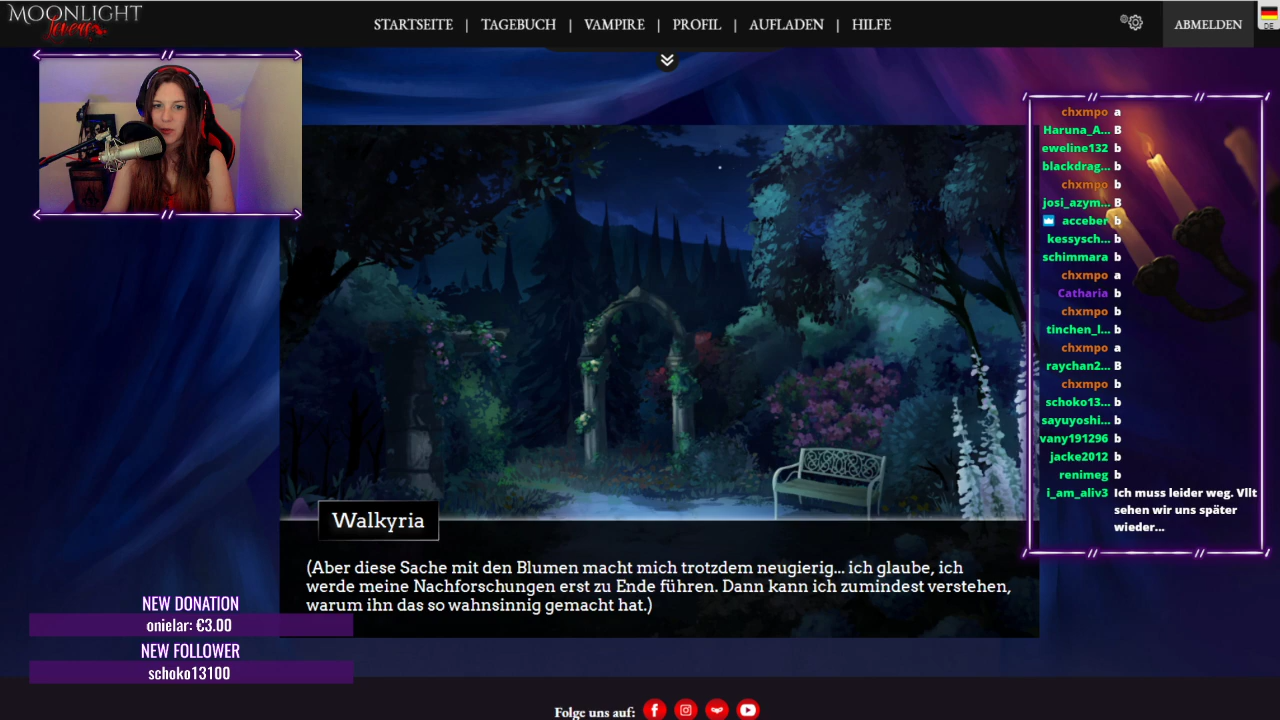 MOONLIGHT
Lovers
STARTSEITE | TAGEBUCH | VAMPIRE | PROFIL | AUFLADEN | HILFE
ABMELDEN
DE
chxmpo a
Haruna_A... B
eweline132 b
blackdrag... b
chxmpo b
josi_azym... B
acceber b
kessysch... b
schimmara b
chxmpo a
Catharia b
chxmpo b
tinchen_l... b
chxmpo a
raychan2... B
chxmpo b
schoko13... b
sayuyoshi... b
vany191296 b
jacke2012 b
renimeg b
i_am_aliv3 Ich muss leider weg. Vllt
sehen wir uns später
wieder...
Walkyria
(Aber diese Sache mit den Blumen macht mich trotzdem neugierig... ich glaube, ich
werde meine Nachforschungen erst zu Ende führen. Dann kann ich zumindest verstehen,
warum ihn das so wahnsinnig gemacht hat.)
NEW DONATION
onielar: €3.00
NEW FOLLOWER
schoko13100
Folge uns auf: